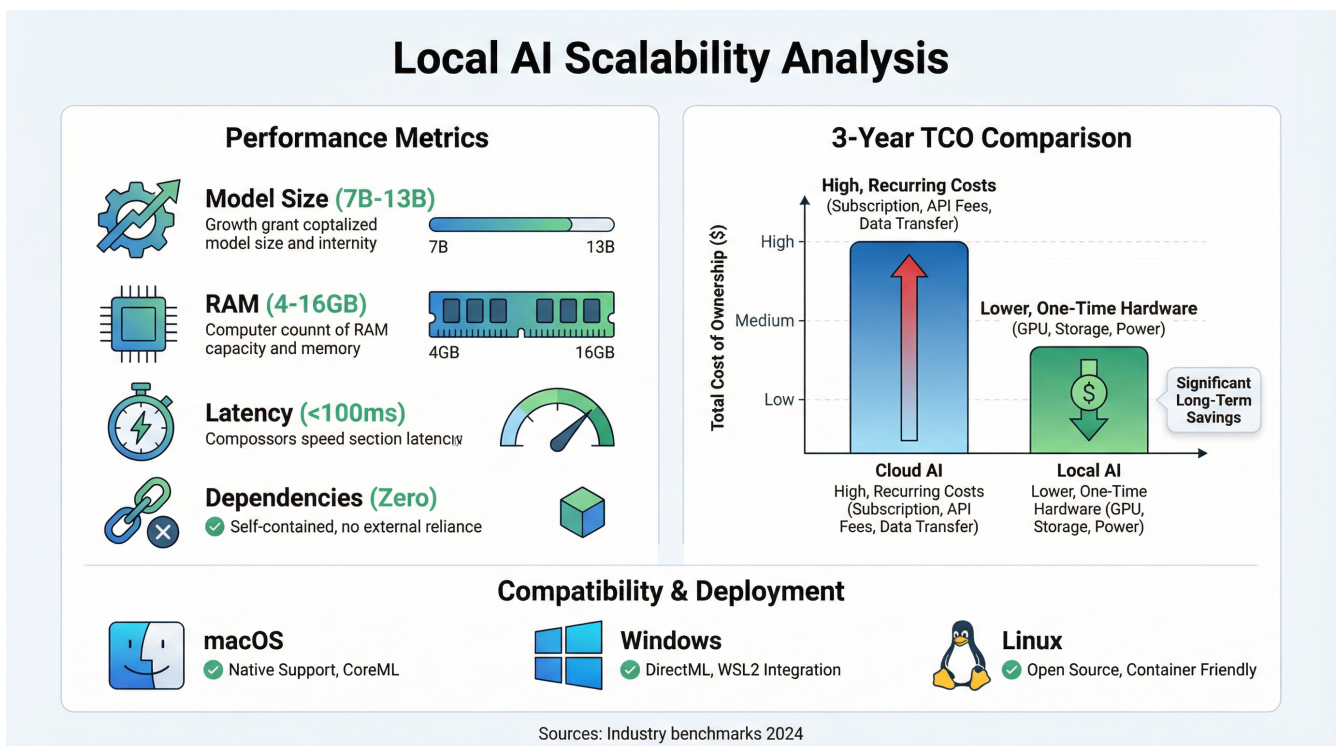 Local AI Scalability Analysis
Performance Metrics
Model Size (7B-13B)
Growth grant coptalized
model size and internity
7B
13B
RAM (4-16GB)
Computer counnt of RAM
capacity and memory
4GB
16GB
Latency (<100ms)
Compossors speed section
Dependencies (Zero)
Self-contained, no external reliance
3-Year TCO Comparison
Total Cost of Ownership ($)
High, Recurring Costs
(Subscription, API Fees,
Data Transfer)
High
Medium
Low
Lower, One-Time Hardware
(GPU, Storage, Power)
$
Significant
Long-Term
Savings
Cloud AI
High, Recurring Costs
(Subscription, API
Fees, Data Transfer)
Local AI
Lower, One-Time
Hardware (GPU,
Storage, Power)
Compatibility & Deployment
macOS
Native Support, CoreML
Windows
DirectML, WSL2 Integration
Linux
Open Source, Container Friendly
Sources: Industry benchmarks 2024